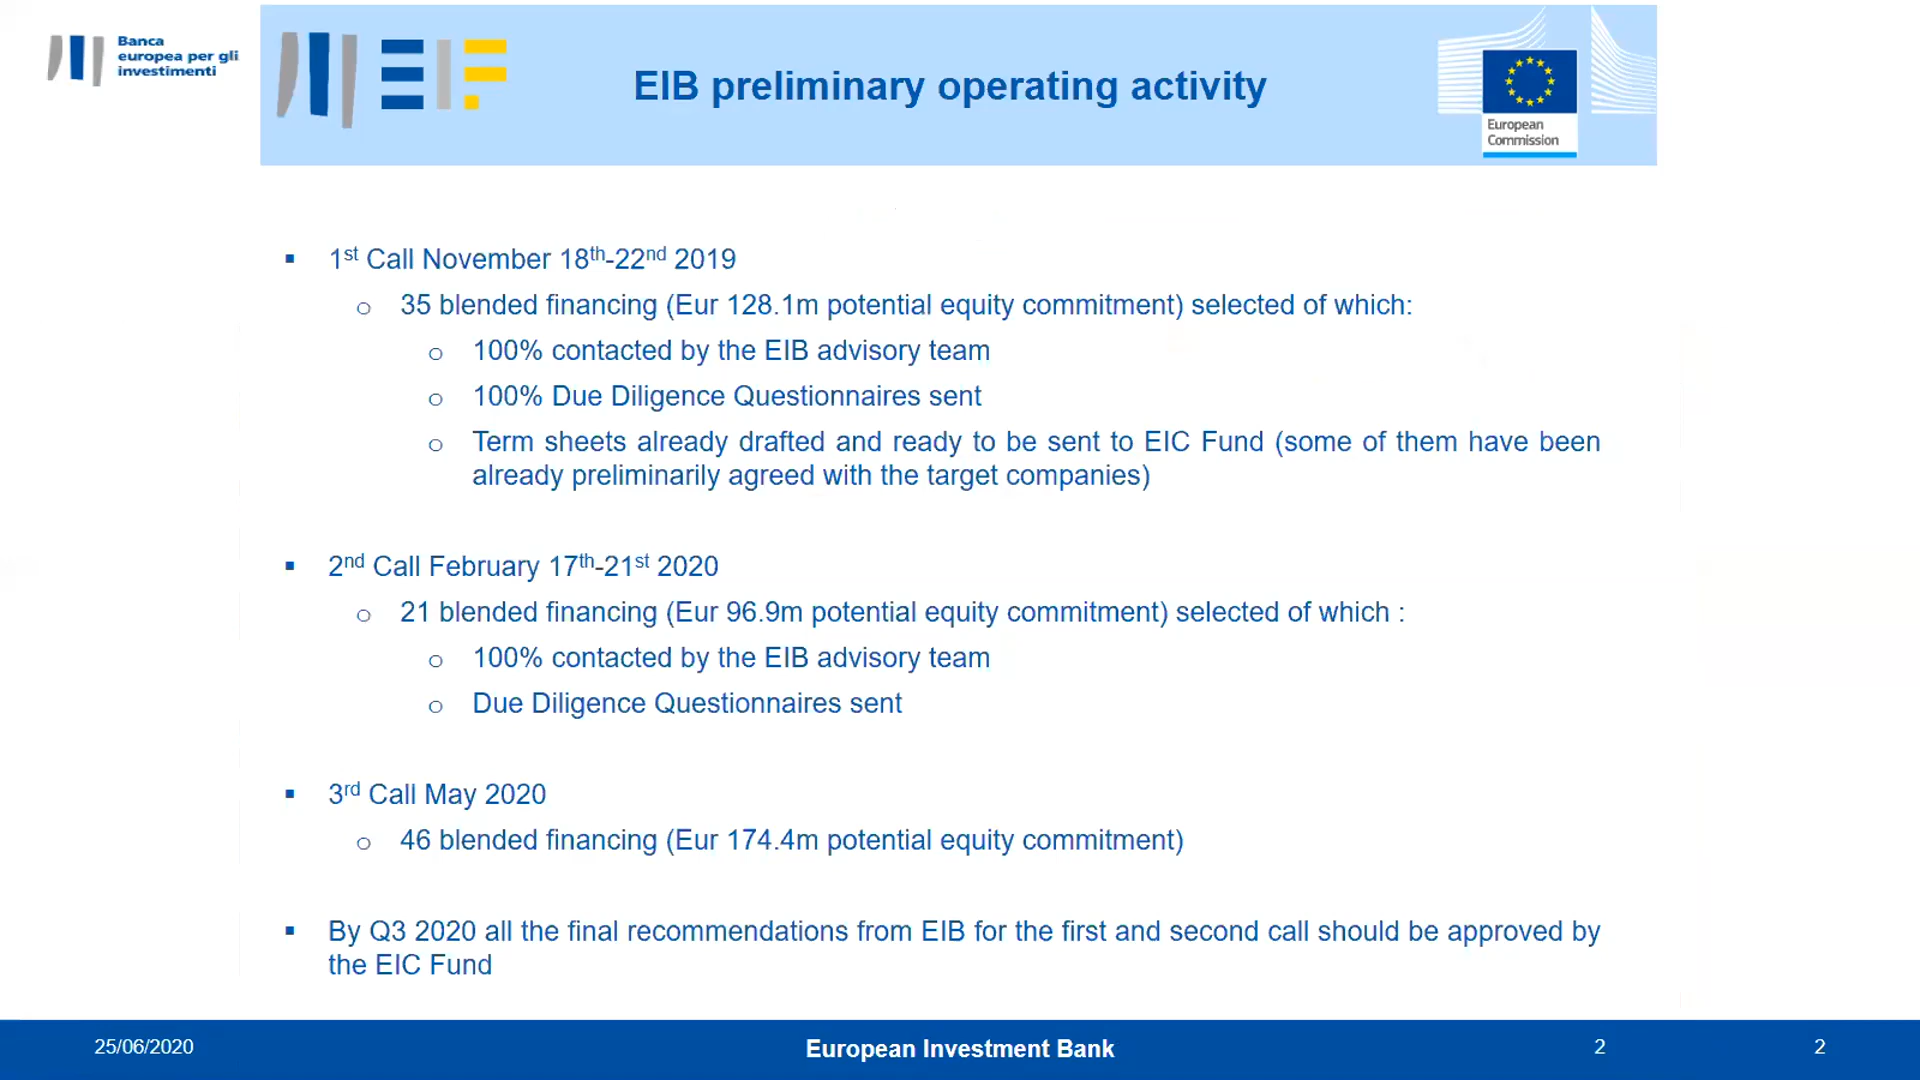 Banca
europea per gli
investimenti
EIF
EIB preliminary operating activity
European
Commission
▪ 1st Call November 18th-22nd 2019
o 35 blended financing (Eur 128.1m potential equity commitment) selected of which:
o 100% contacted by the EIB advisory team
o 100% Due Diligence Questionnaires sent
o Term sheets already drafted and ready to be sent to EIC Fund (some of them have been
already preliminarily agreed with the target companies)
▪ 2nd Call February 17th-21st 2020
o 21 blended financing (Eur 96.9m potential equity commitment) selected of which :
o 100% contacted by the EIB advisory team
o Due Diligence Questionnaires sent
▪ 3rd Call May 2020
o 46 blended financing (Eur 174.4m potential equity commitment)
▪ By Q3 2020 all the final recommendations from EIB for the first and second call should be approved by
the EIC Fund
25/06/2020
European Investment Bank
2
2